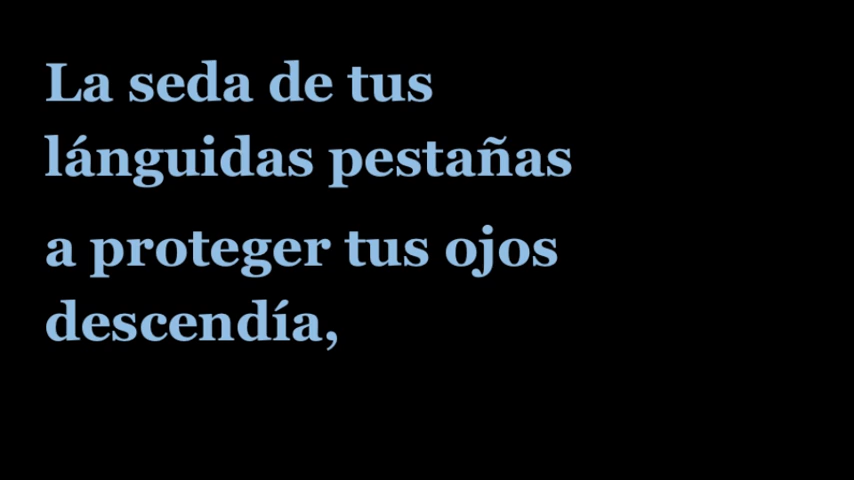 La seda de tus
lánguidas pestañas
a proteger tus ojos
descendía,